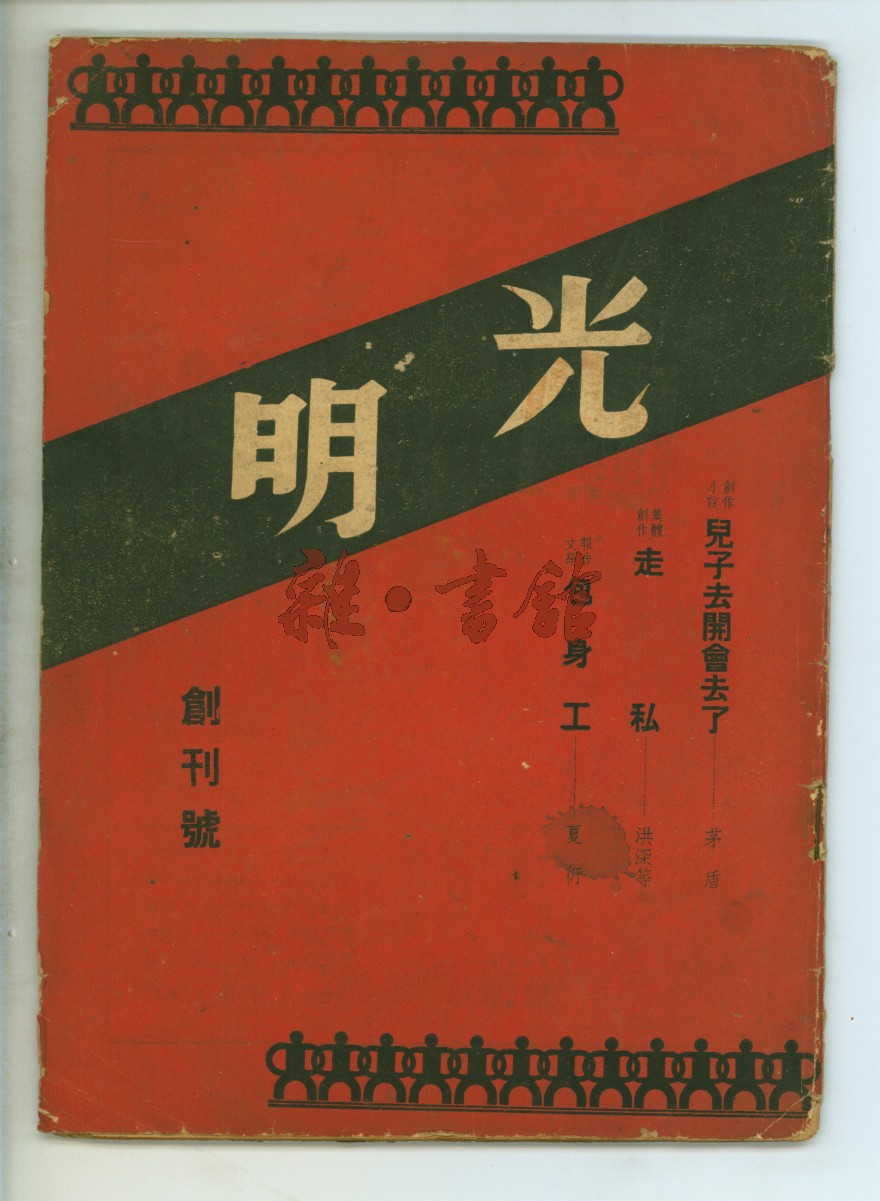 光明
創作小說 兒子去開會去了——茅盾
集體創作 走私——洪深等
報告文學 包身工——夏衍
創刊號
雜·書館